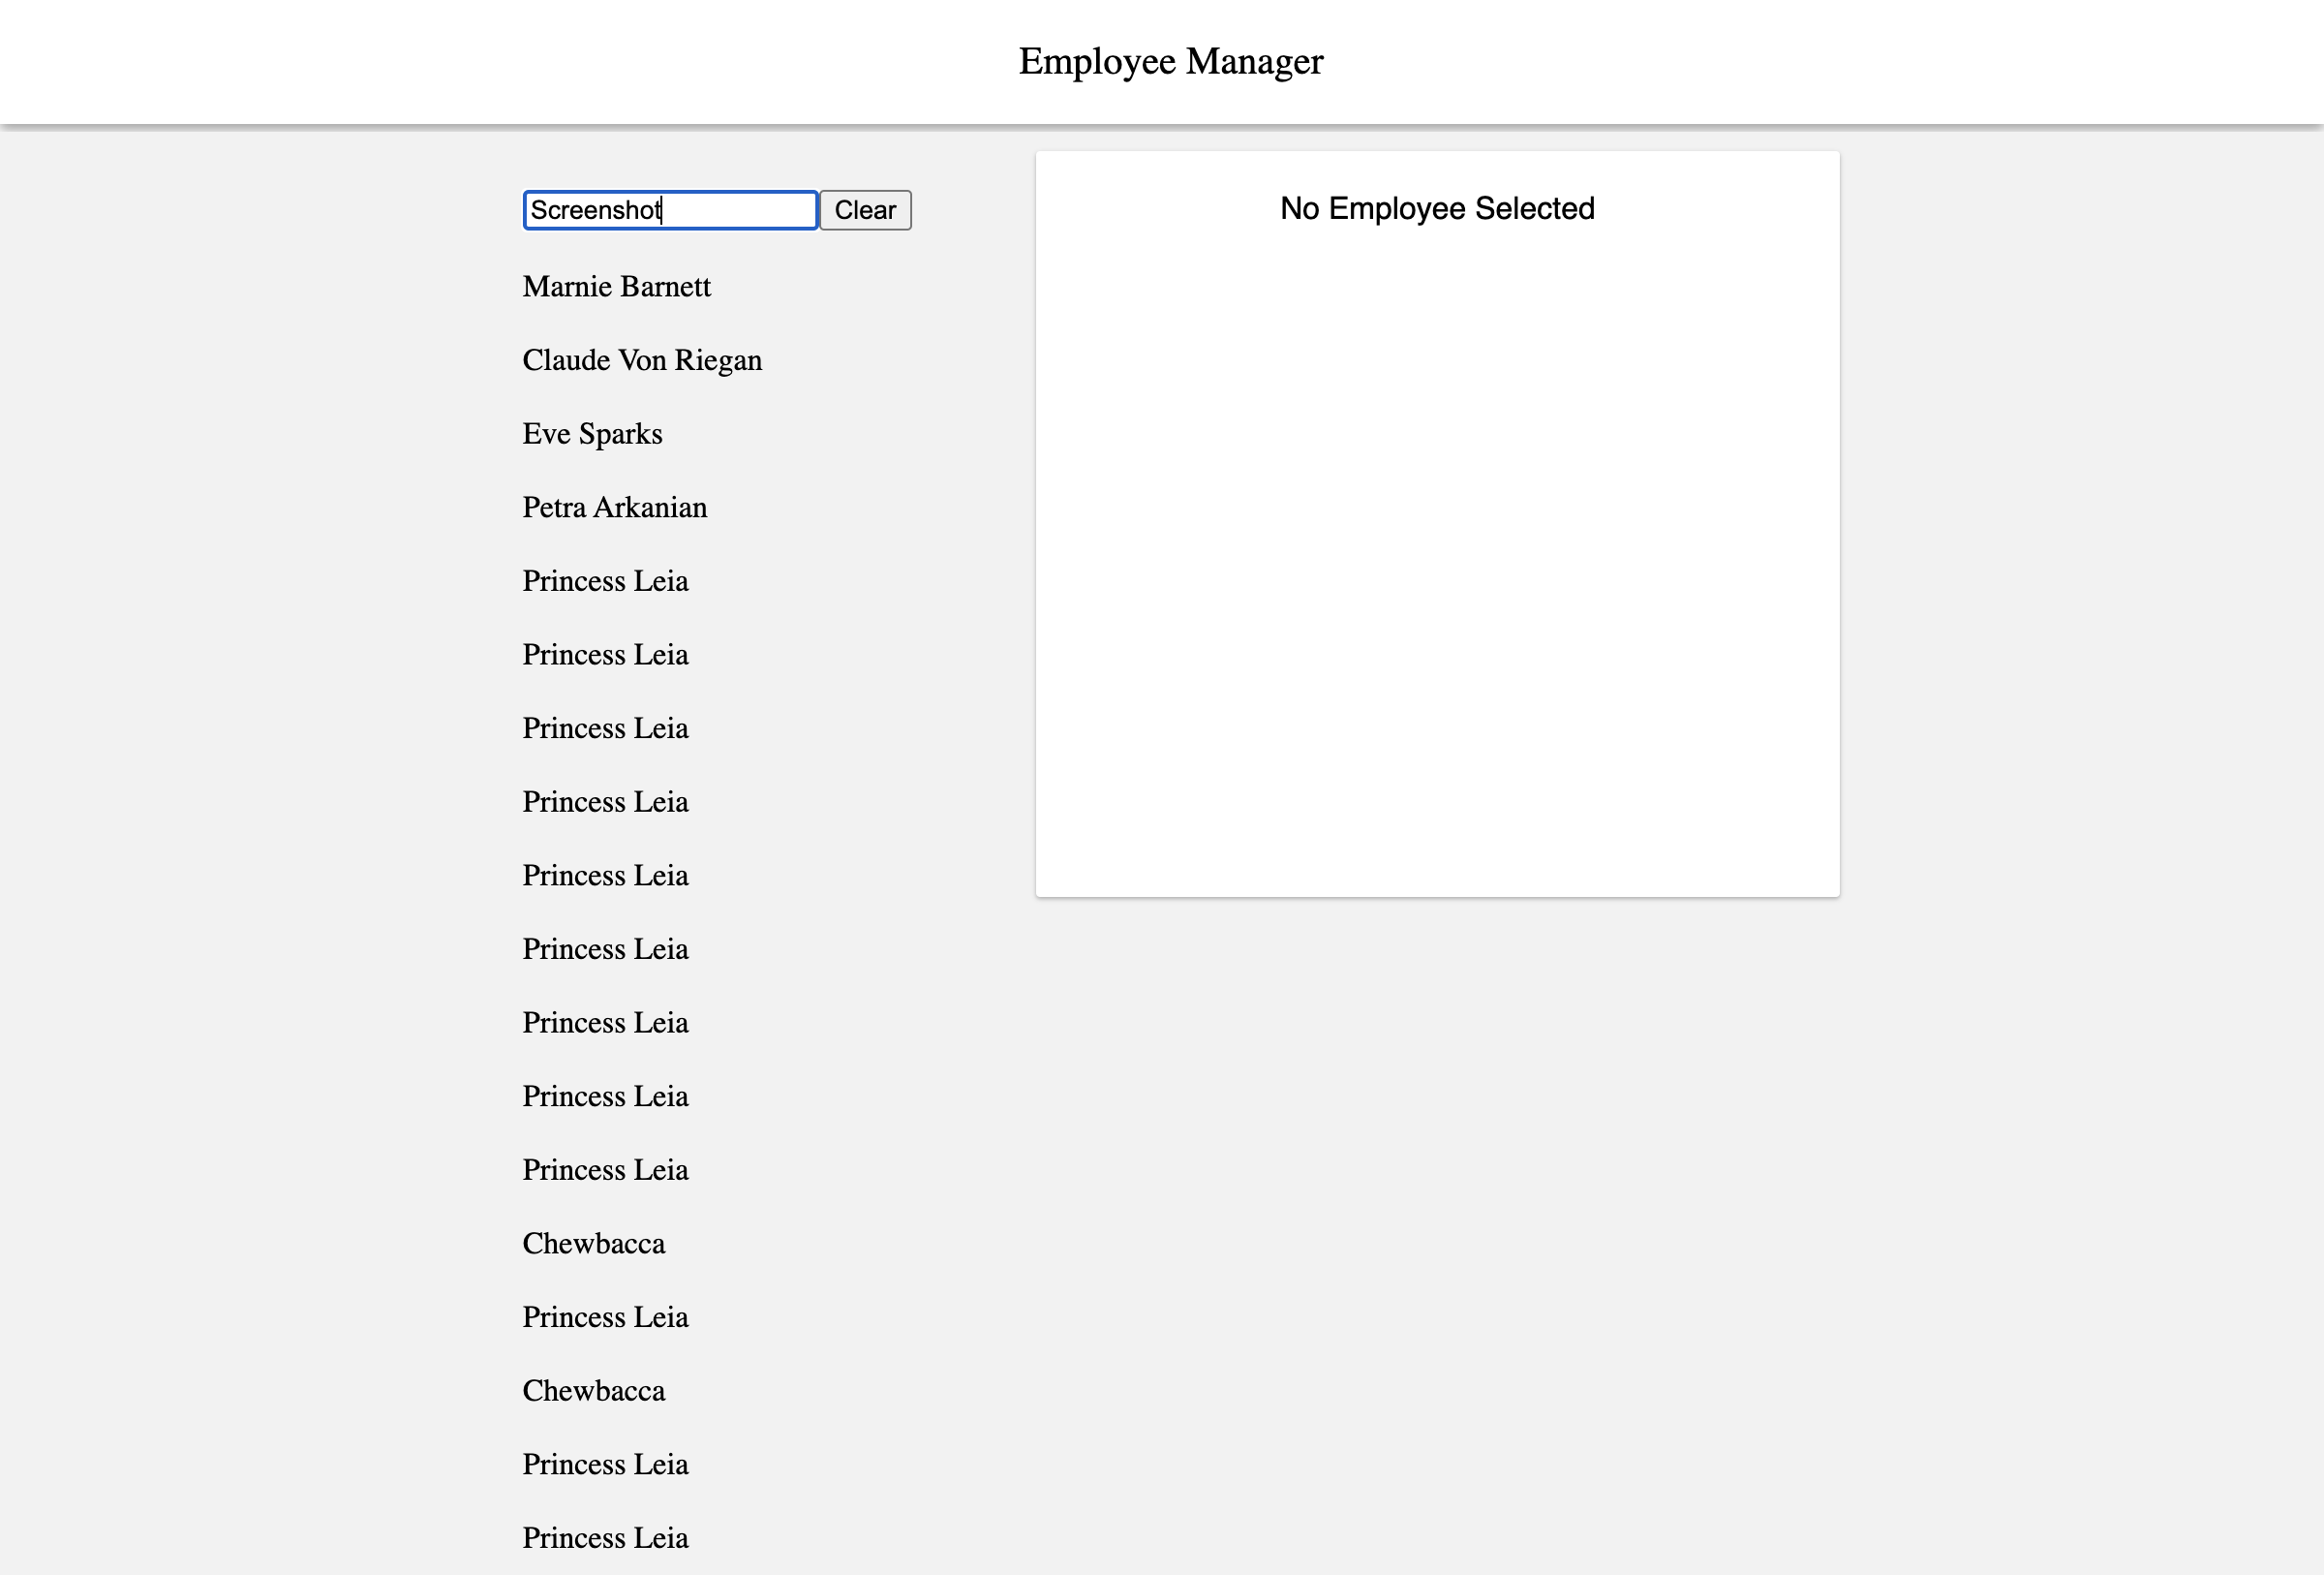 Employee Manager
Screenshot
Clear
No Employee Selected
Marnie Barnett
Claude Von Riegan
Eve Sparks
Petra Arkanian
Princess Leia
Princess Leia
Princess Leia
Princess Leia
Princess Leia
Princess Leia
Princess Leia
Princess Leia
Princess Leia
Chewbacca
Princess Leia
Chewbacca
Princess Leia
Princess Leia